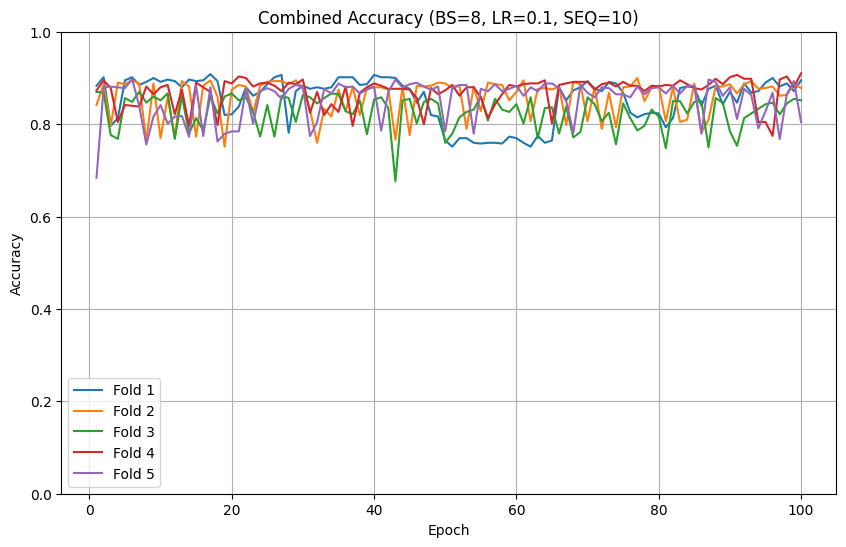 Combined Accuracy (BS=8, LR=0.1, SEQ=10)
Accuracy
1.0
0.8
0.6
0.4
0.2
0.0
Fold 1
Fold 2
Fold 3
Fold 4
Fold 5
0 20 40 60 80 100
Epoch